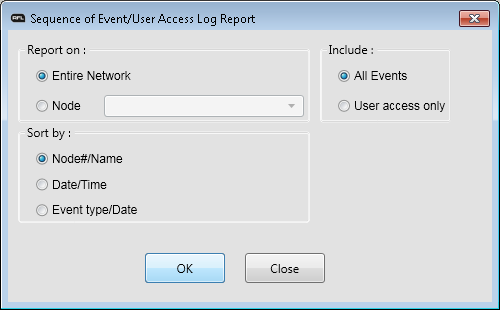 AFL Sequence of Event/User Access Log Report
Report on :
Entire Network
Node
Include :
All Events
User access only
Sort by :
Node#/Name
Date/Time
Event type/Date
OK Close